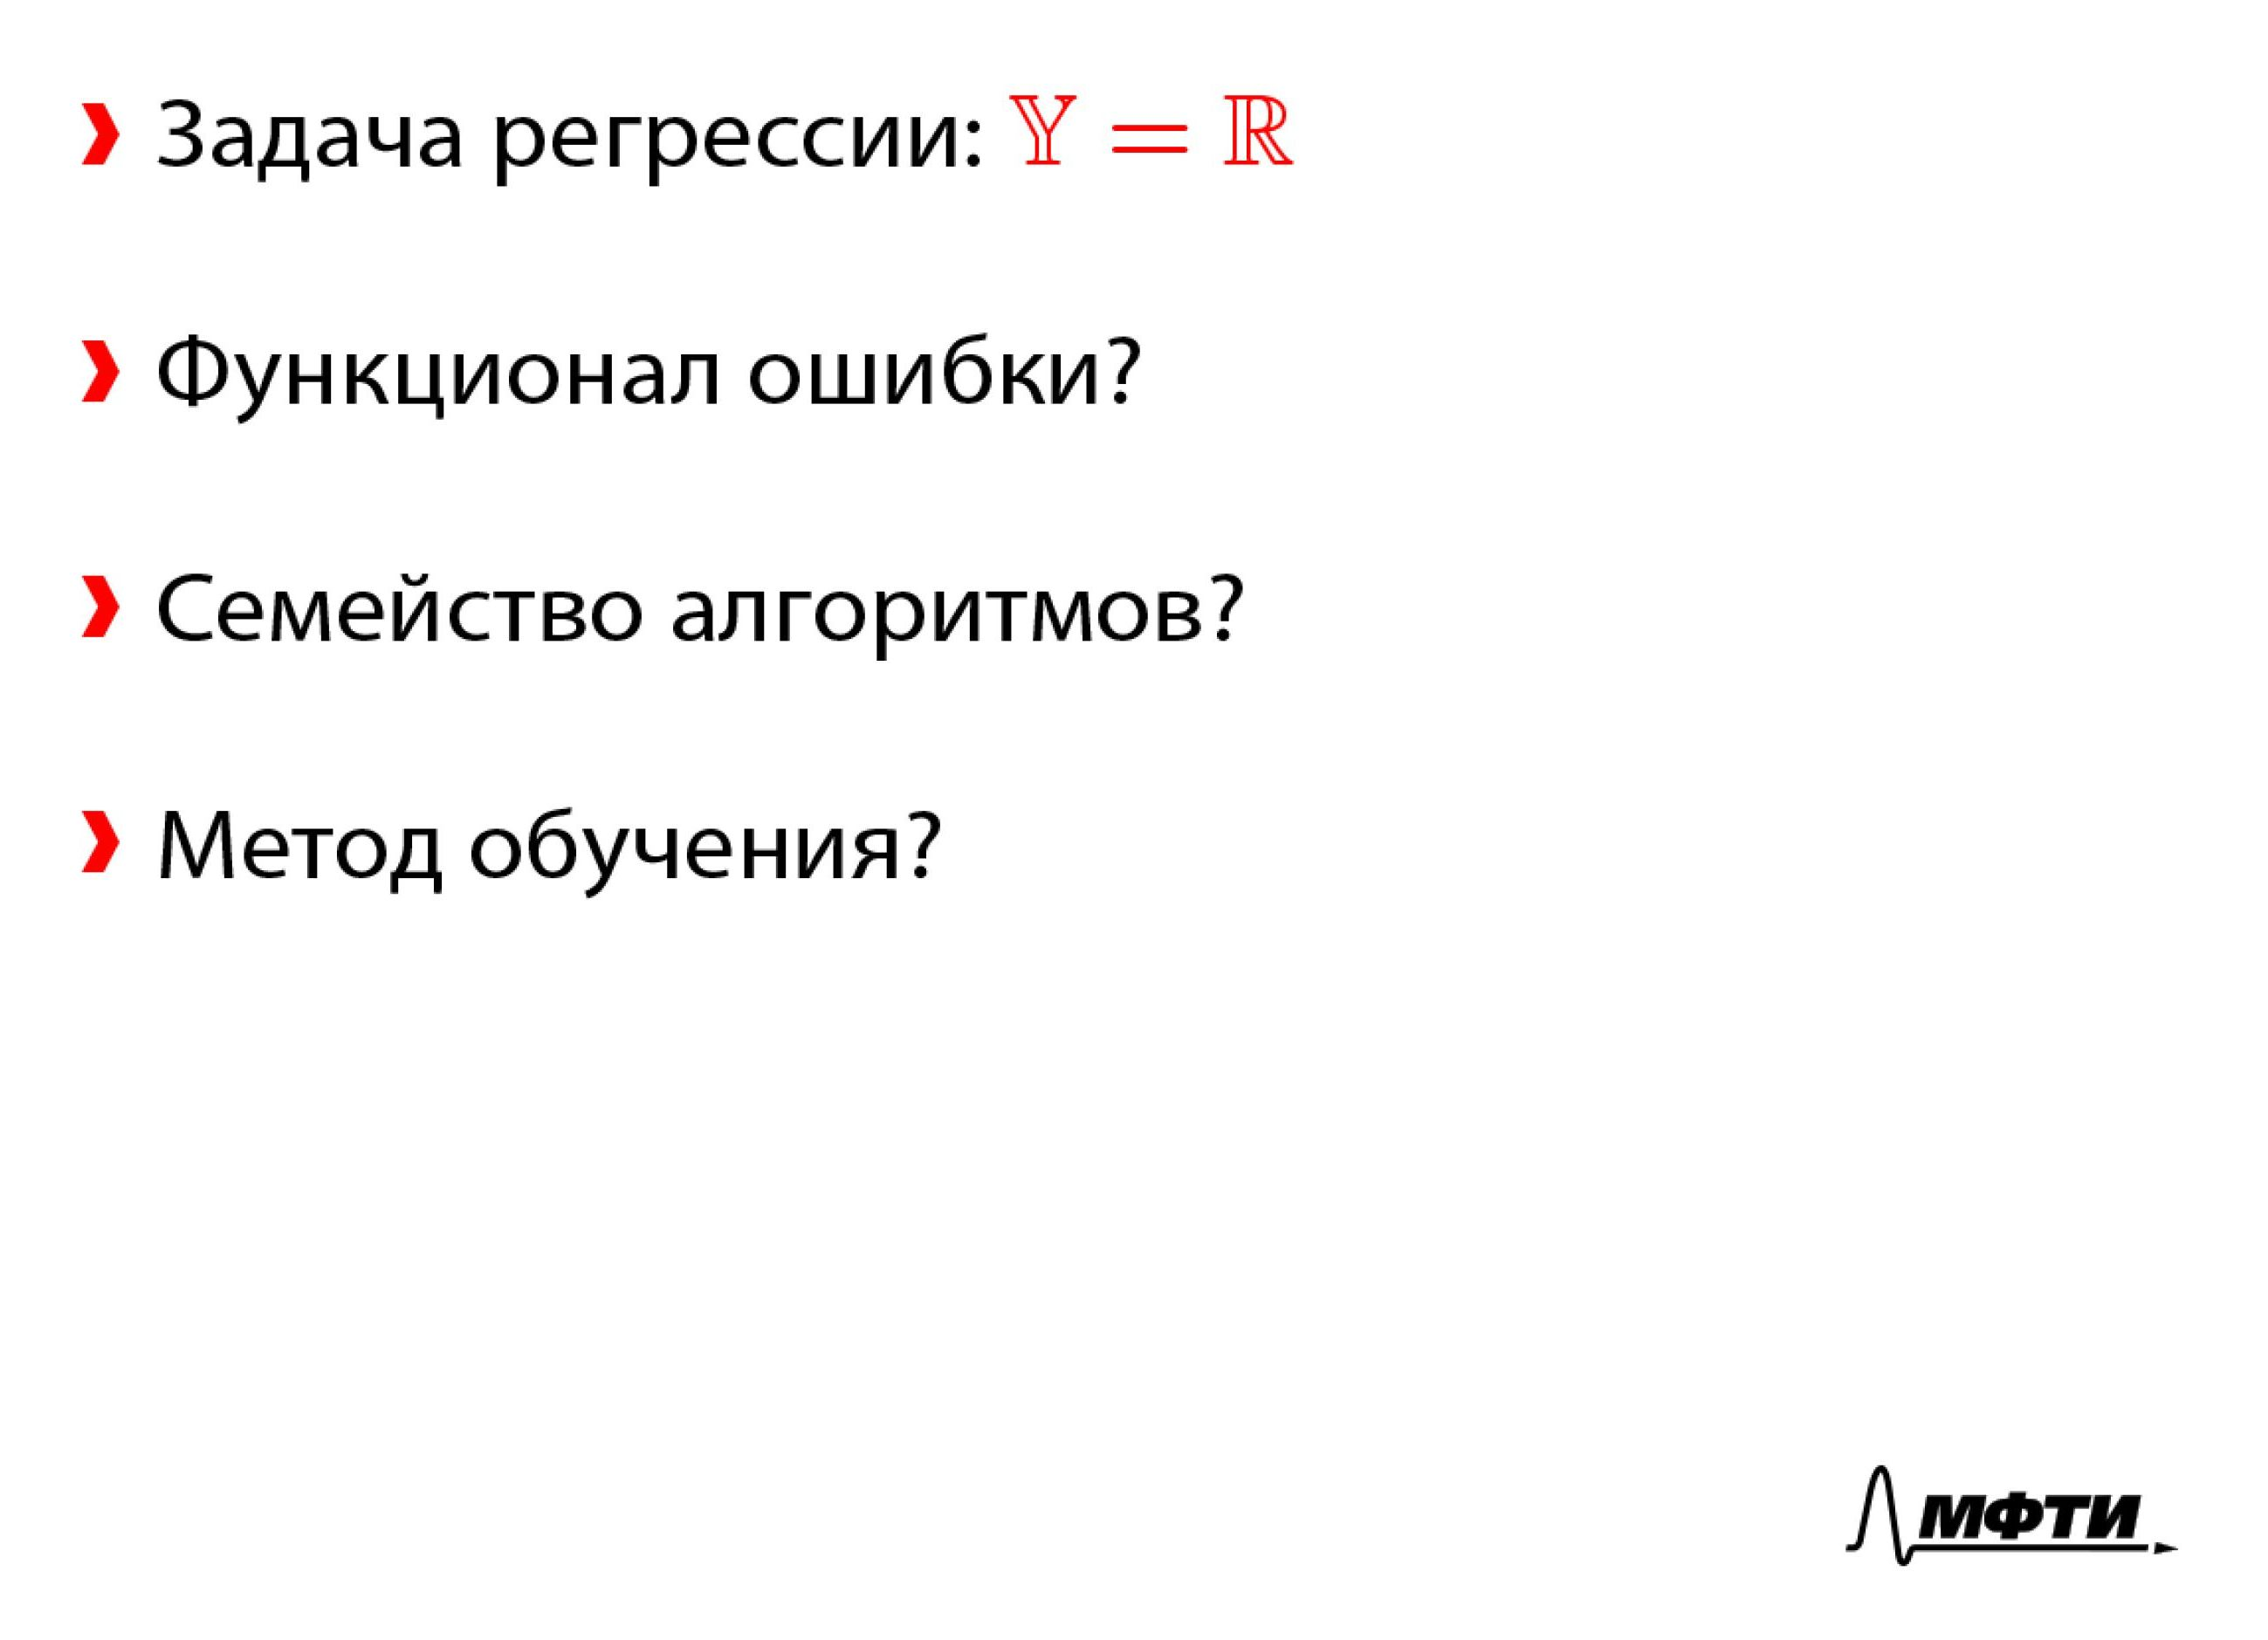 Задача регрессии: 𝕐 = ℝ
Функционал ошибки?
Семейство алгоритмов?
Метод обучения?
МФТИ